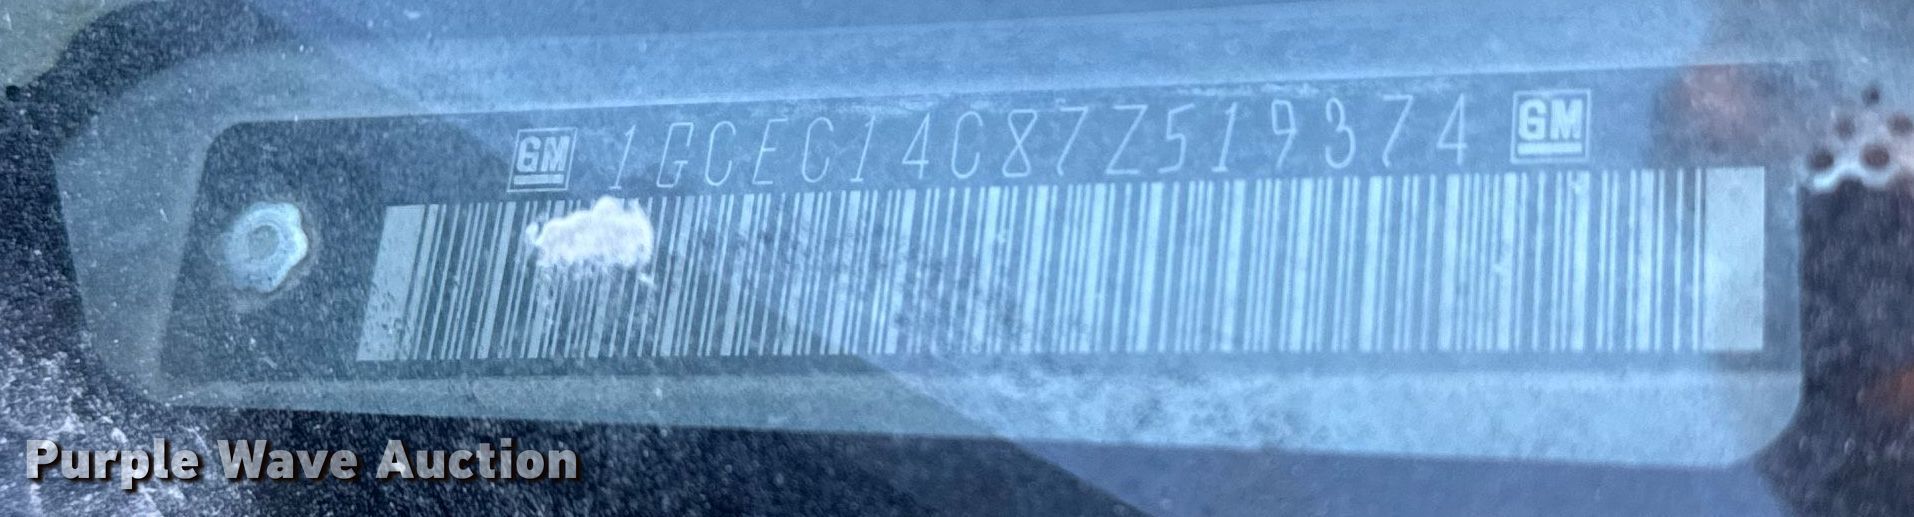 GM 1GCEC14C87Z519374 GM
Purple Wave Auction